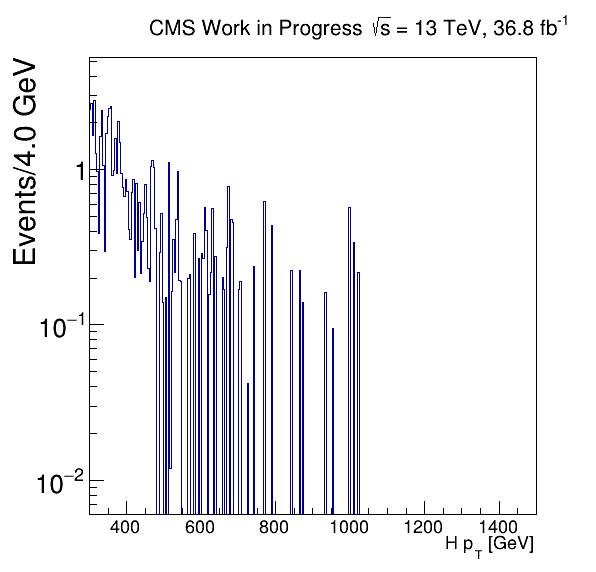 CMS Work in Progress √s = 13 TeV, 36.8 fb⁻¹
Events/4.0 GeV
1
10⁻¹
10⁻²
400 600 800 1000 1200 1400
H p_T [GeV]